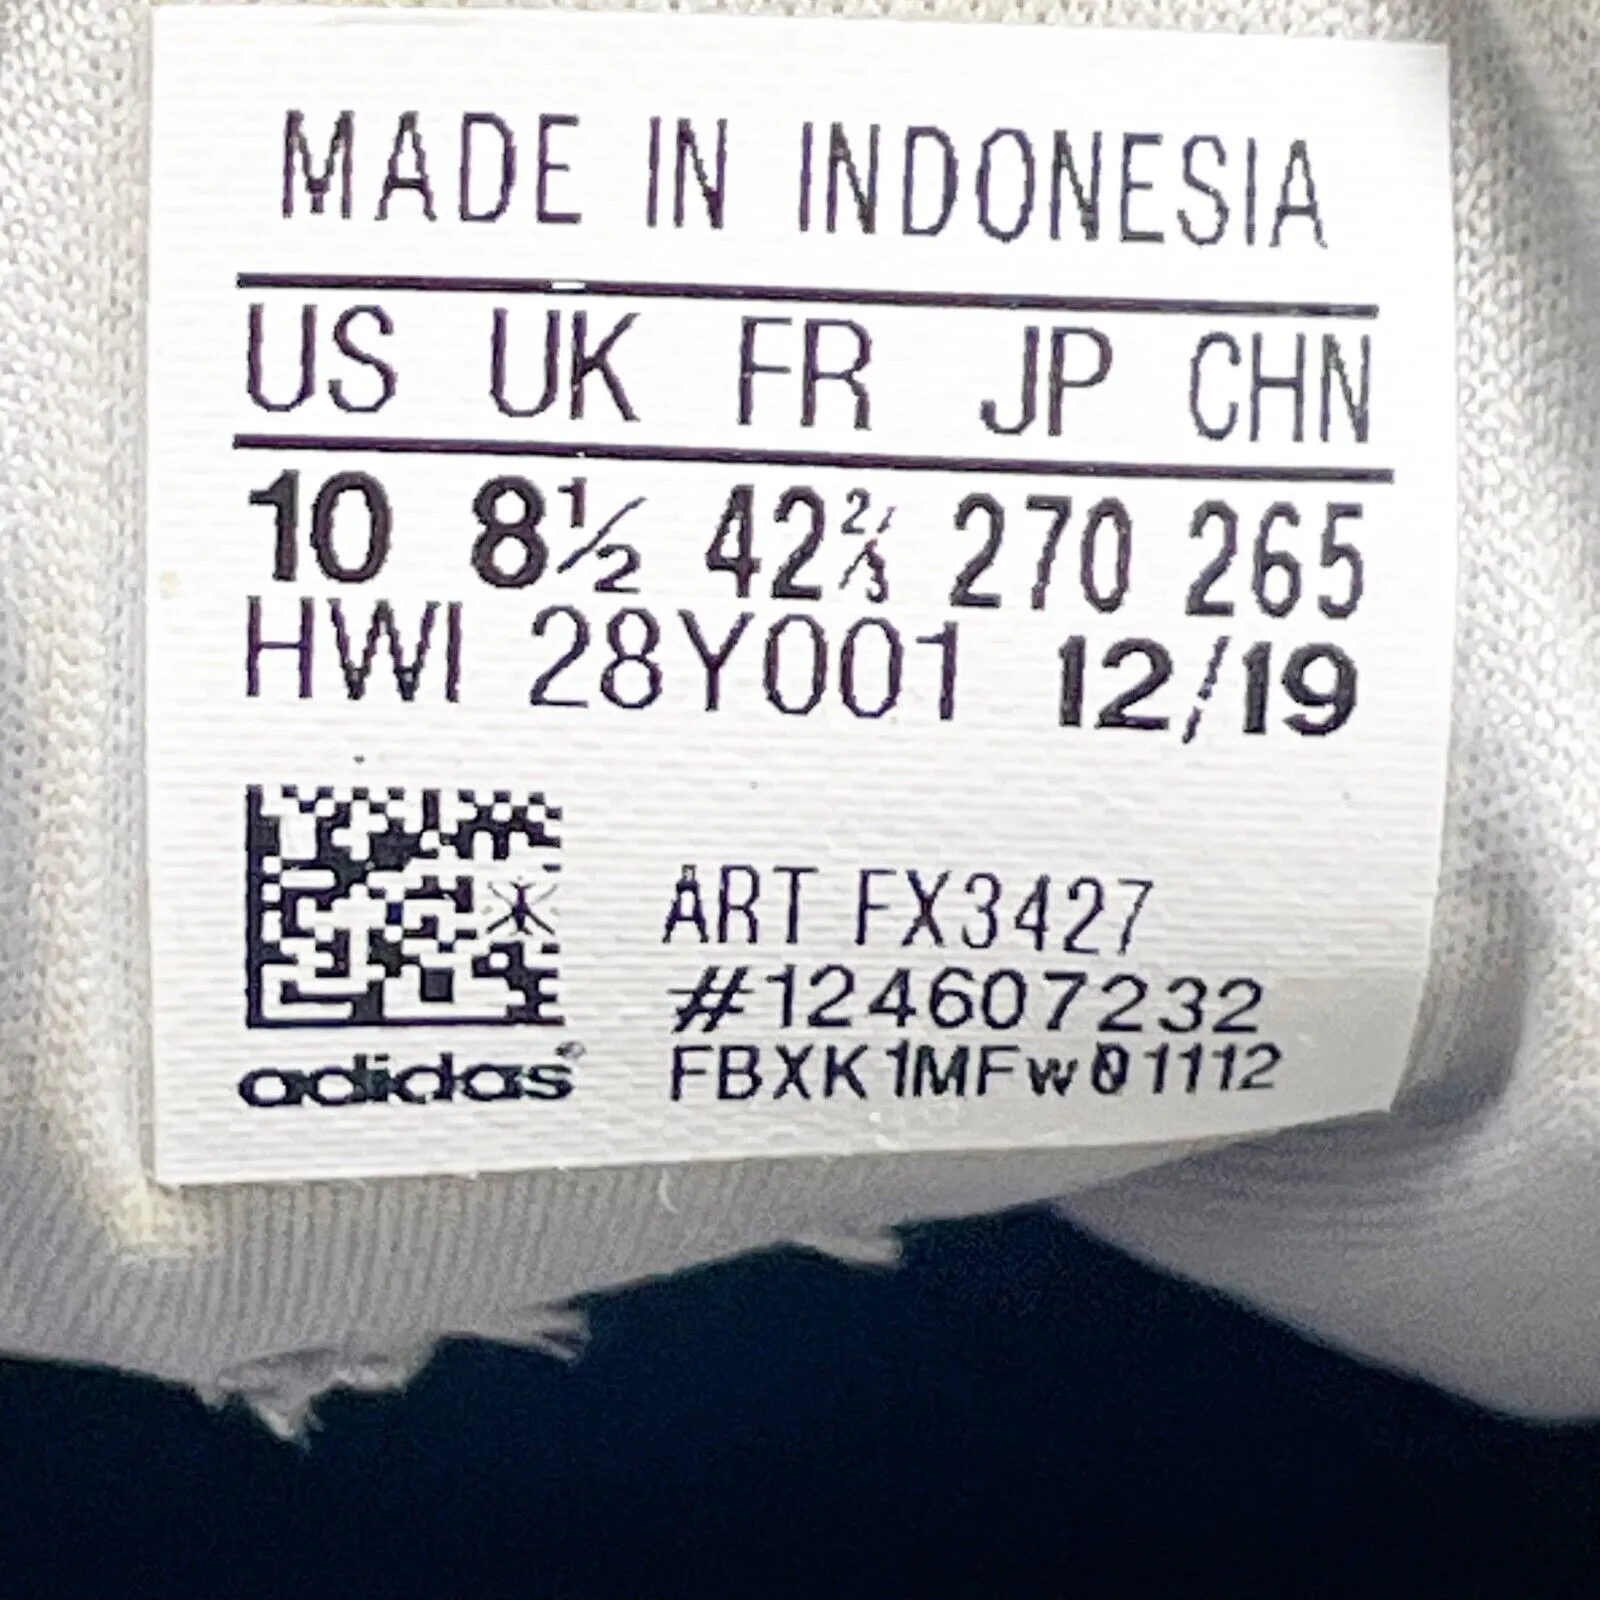 MADE IN INDONESIA
US UK FR JP CHN
10 8½ 42⅔ 270 265
HWI 28Y001 12/19
ART FX3427
#124607232
adidas® FBXK1MFw01112